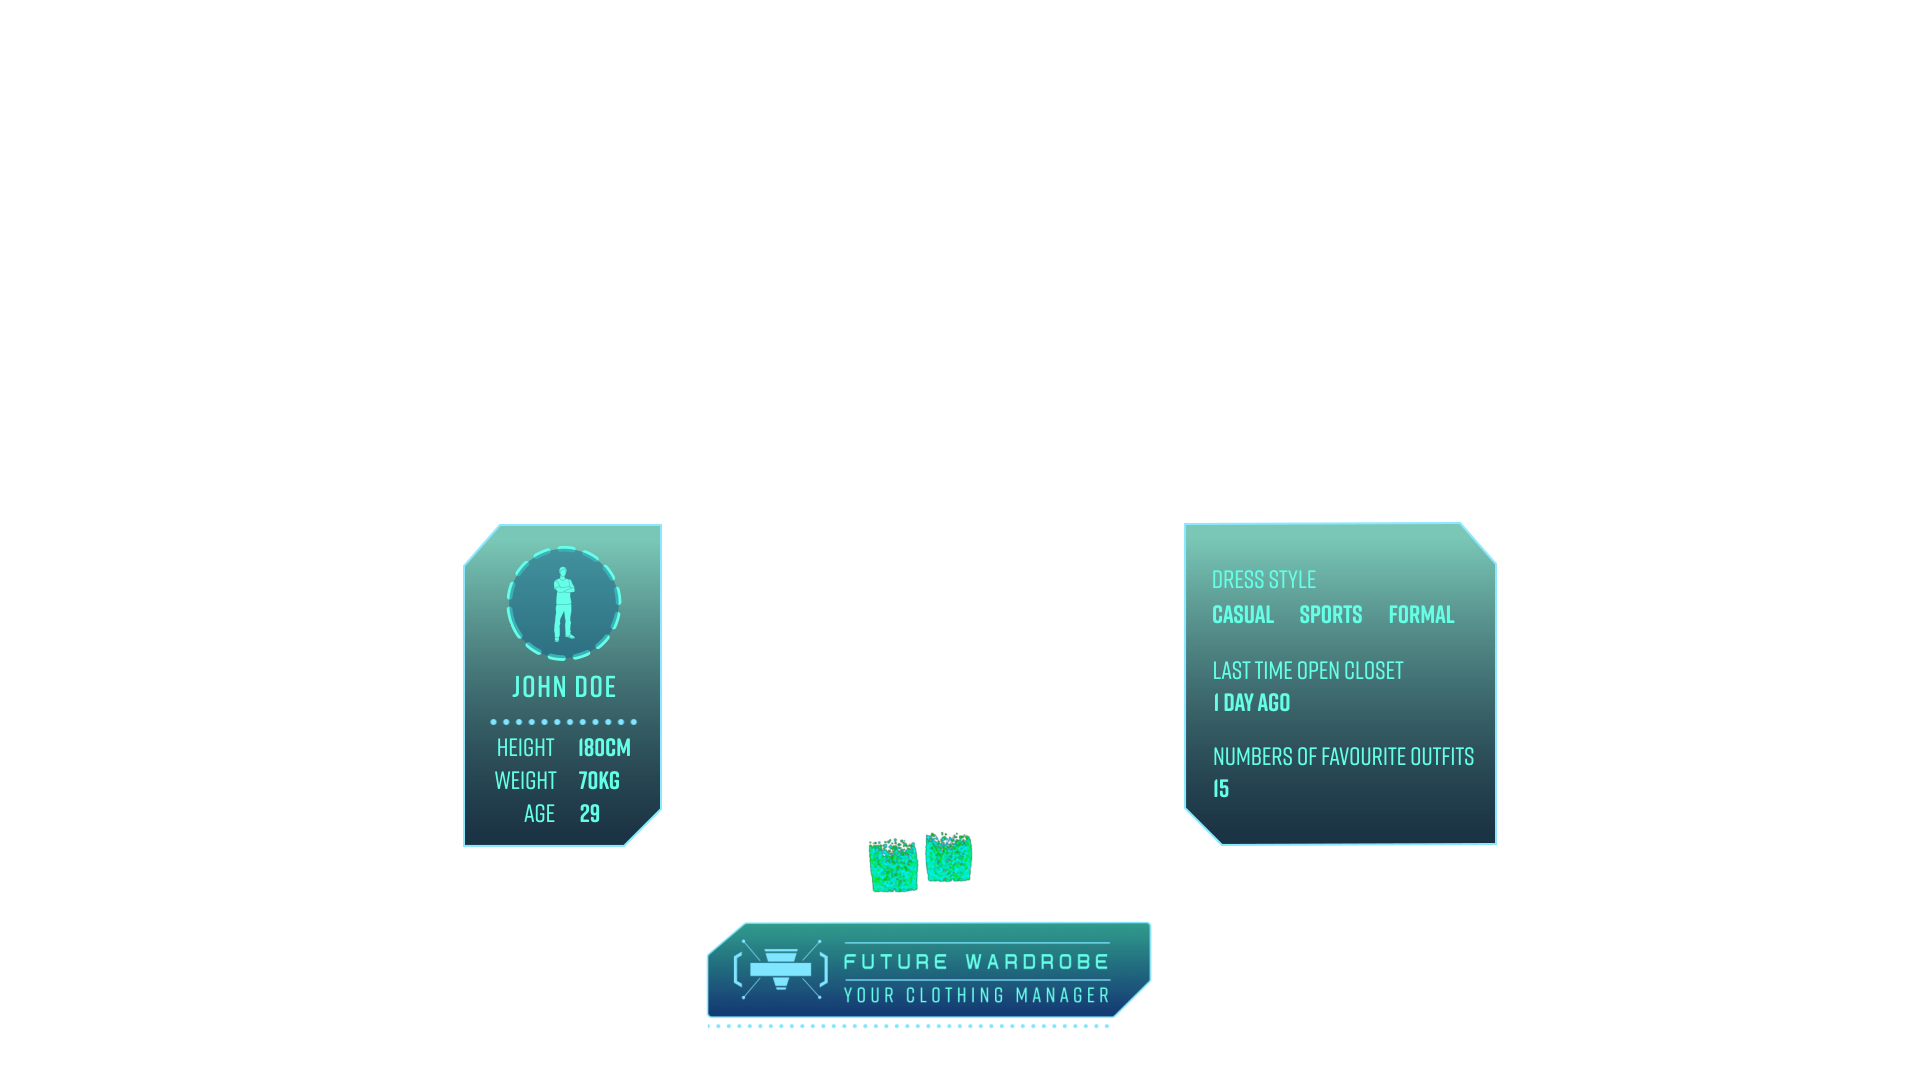 JOHN DOE
HEIGHT 180CM
WEIGHT 70KG
AGE 29
DRESS STYLE
CASUAL SPORTS FORMAL
LAST TIME OPEN CLOSET
1 DAY AGO
NUMBERS OF FAVOURITE OUTFITS
15
FUTURE WARDROBE
YOUR CLOTHING MANAGER